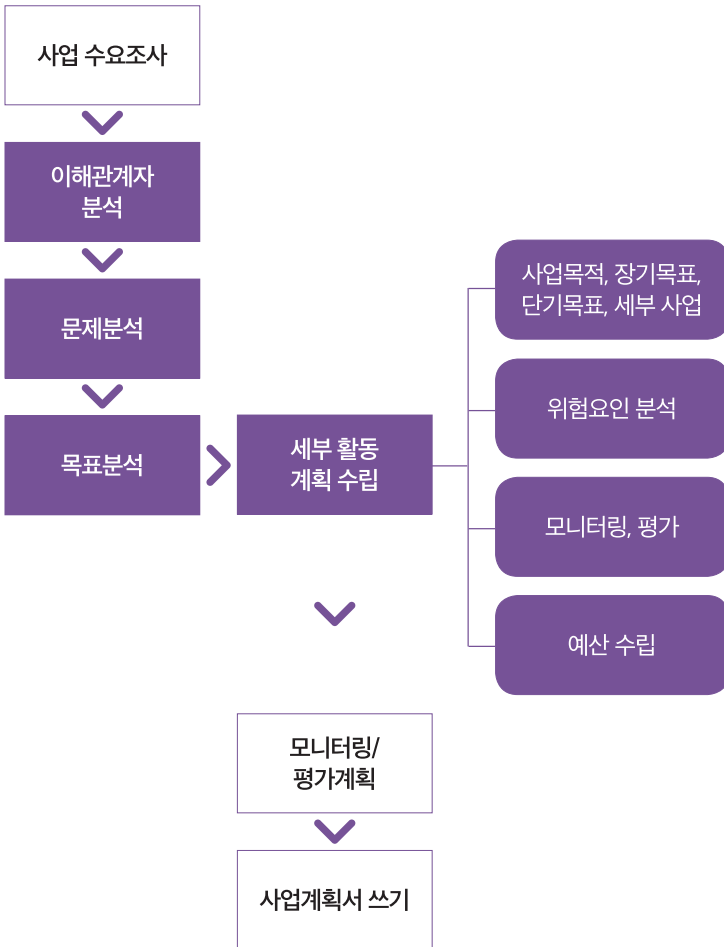 사업 수요조사
이해관계자
분석
문제분석
목표분석
세부 활동
계획 수립
사업목적, 장기목표,
단기목표, 세부 사업
위험요인 분석
모니터링, 평가
예산 수립
모니터링/
평가계획
사업계획서 쓰기